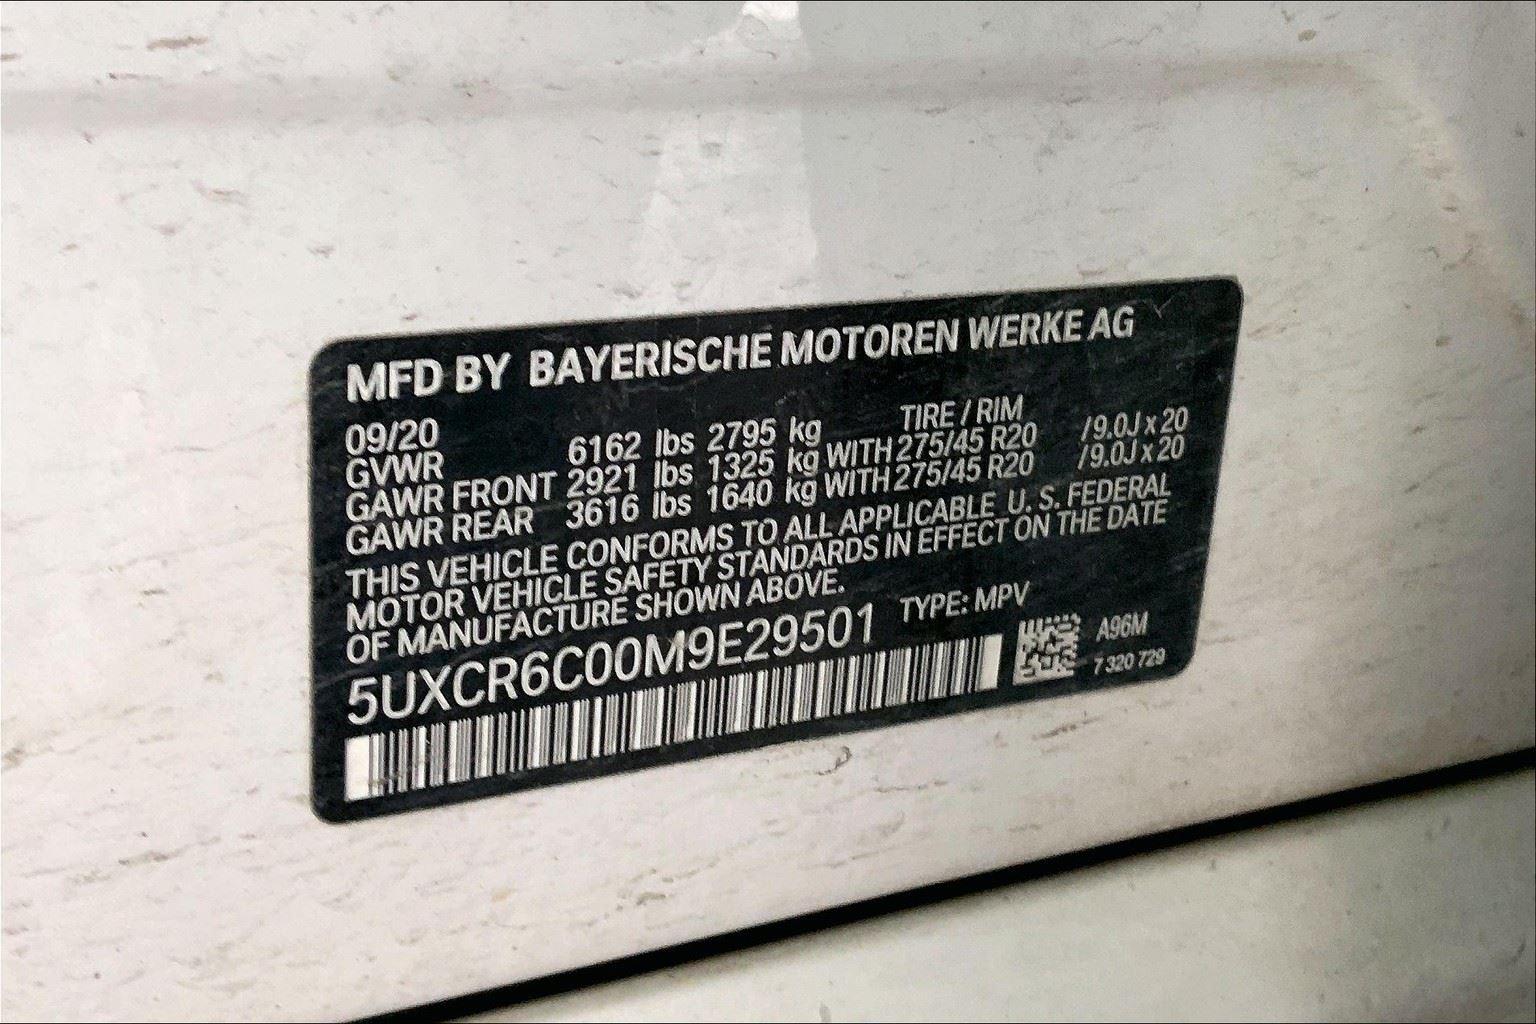 MFD BY BAYERISCHE MOTOREN WERKE AG
09/20 TIRE / RIM
GVWR 6162 lbs 2795 kg
GAWR FRONT 2921 lbs 1325 kg WITH 275/45 R20 /9.0J x 20
GAWR REAR 3616 lbs 1640 kg WITH 275/45 R20 /9.0J x 20
THIS VEHICLE CONFORMS TO ALL APPLICABLE U. S. FEDERAL
MOTOR VEHICLE SAFETY STANDARDS IN EFFECT ON THE DATE
OF MANUFACTURE SHOWN ABOVE.
5UXCR6C00M9E29501 TYPE: MPV
A96M
7 320 729